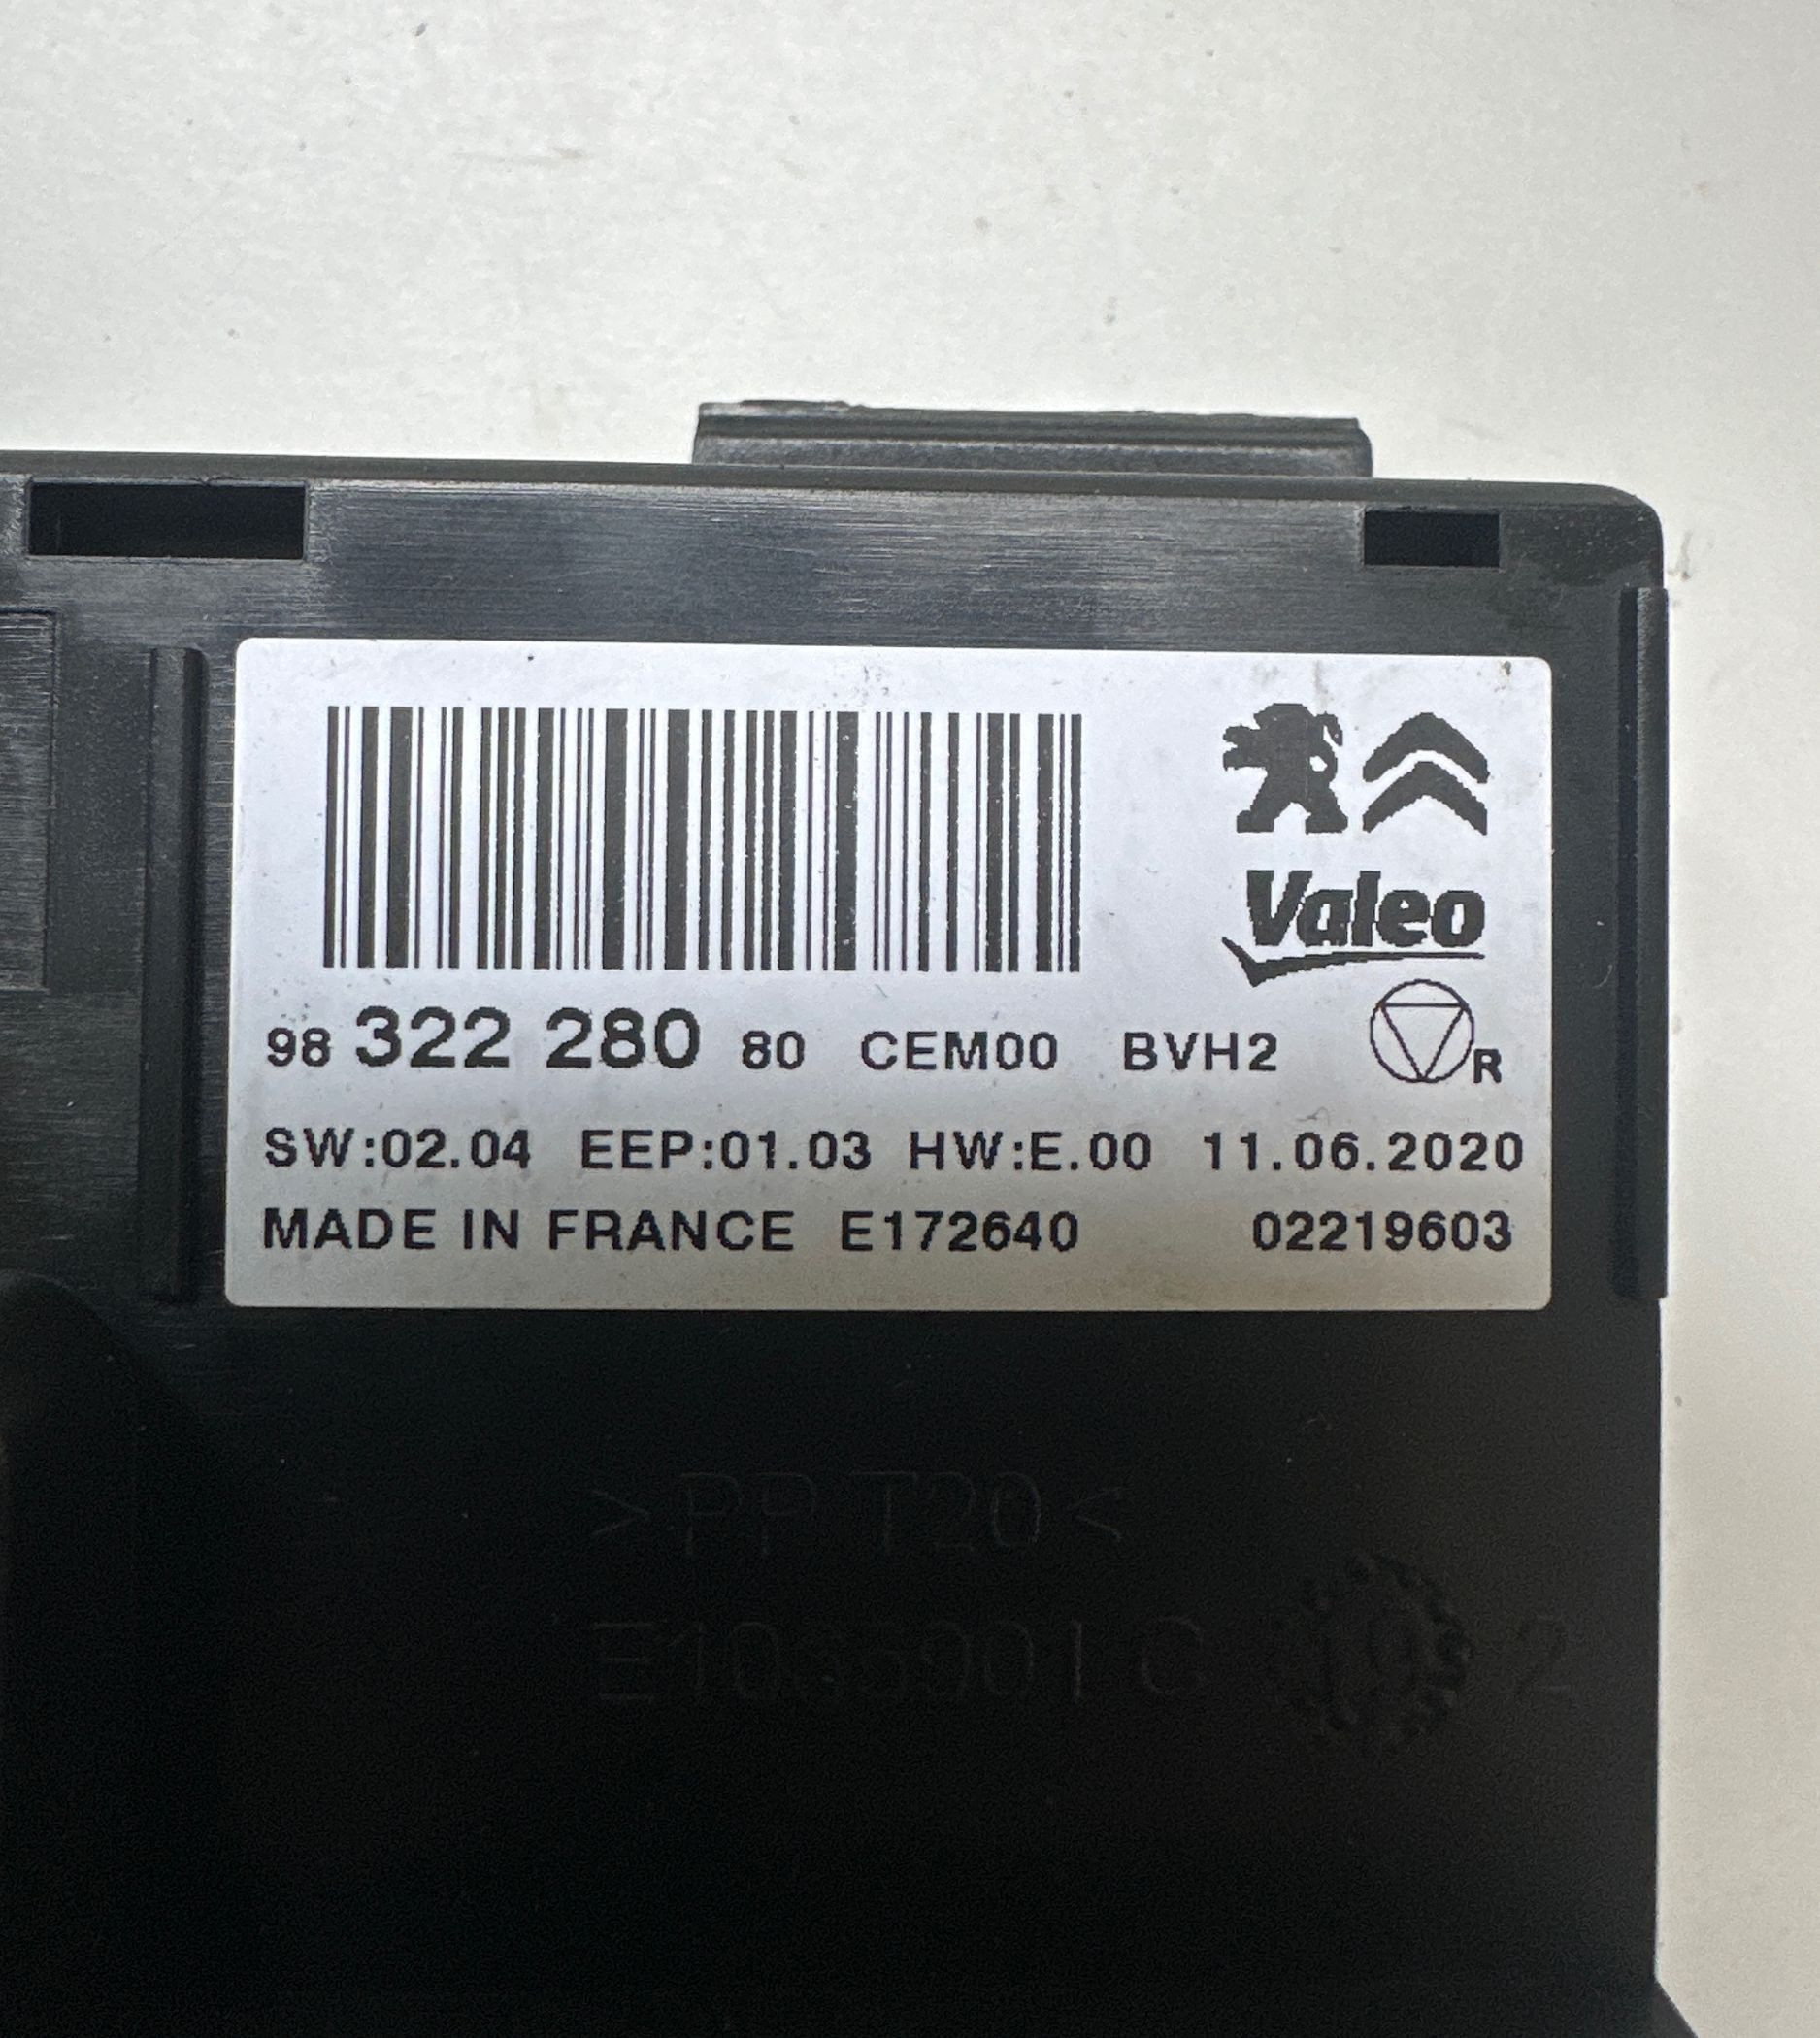 Valeo
98 322 280 80 CEM00 BVH2 R
SW:02.04 EEP:01.03 HW:E.00 11.06.2020
MADE IN FRANCE E172640 02219603
>PP T20<
2